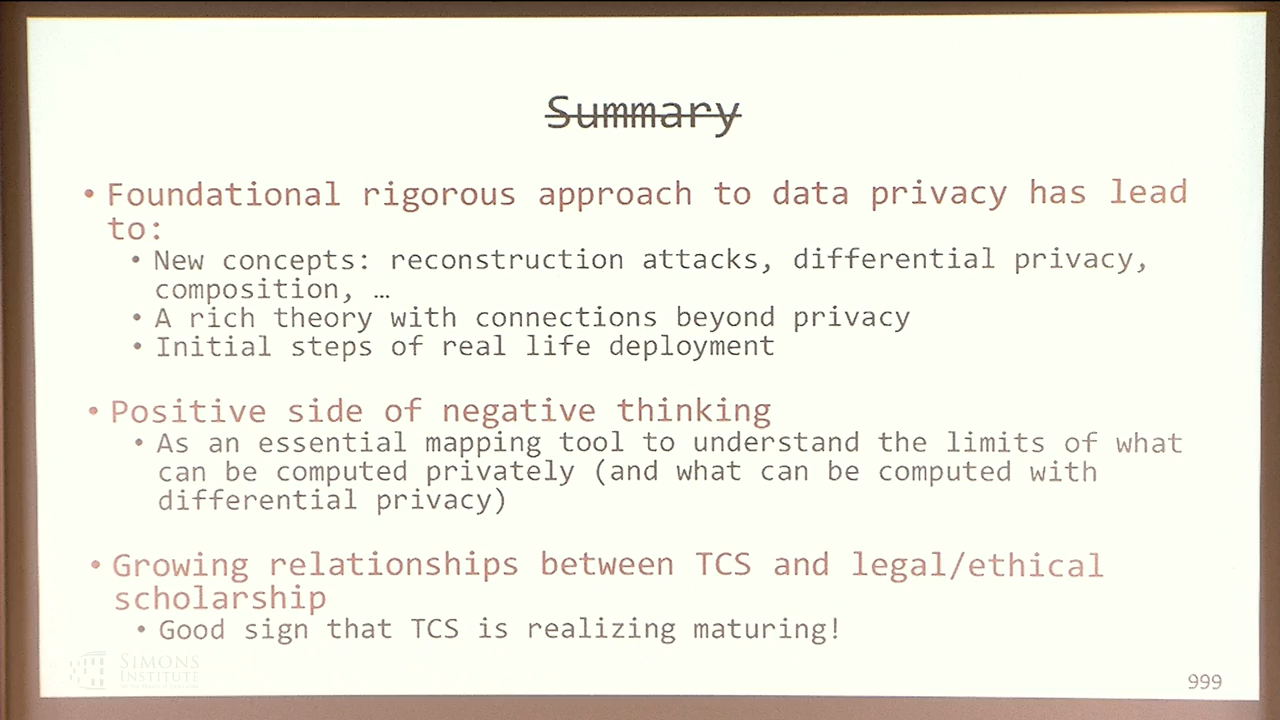 Summary
• Foundational rigorous approach to data privacy has lead
to:
• New concepts: reconstruction attacks, differential privacy,
composition, …
• A rich theory with connections beyond privacy
• Initial steps of real life deployment
• Positive side of negative thinking
• As an essential mapping tool to understand the limits of what
can be computed privately (and what can be computed with
differential privacy)
• Growing relationships between TCS and legal/ethical
scholarship
• Good sign that TCS is realizing maturing!
SIMONS
INSTITUTE
999